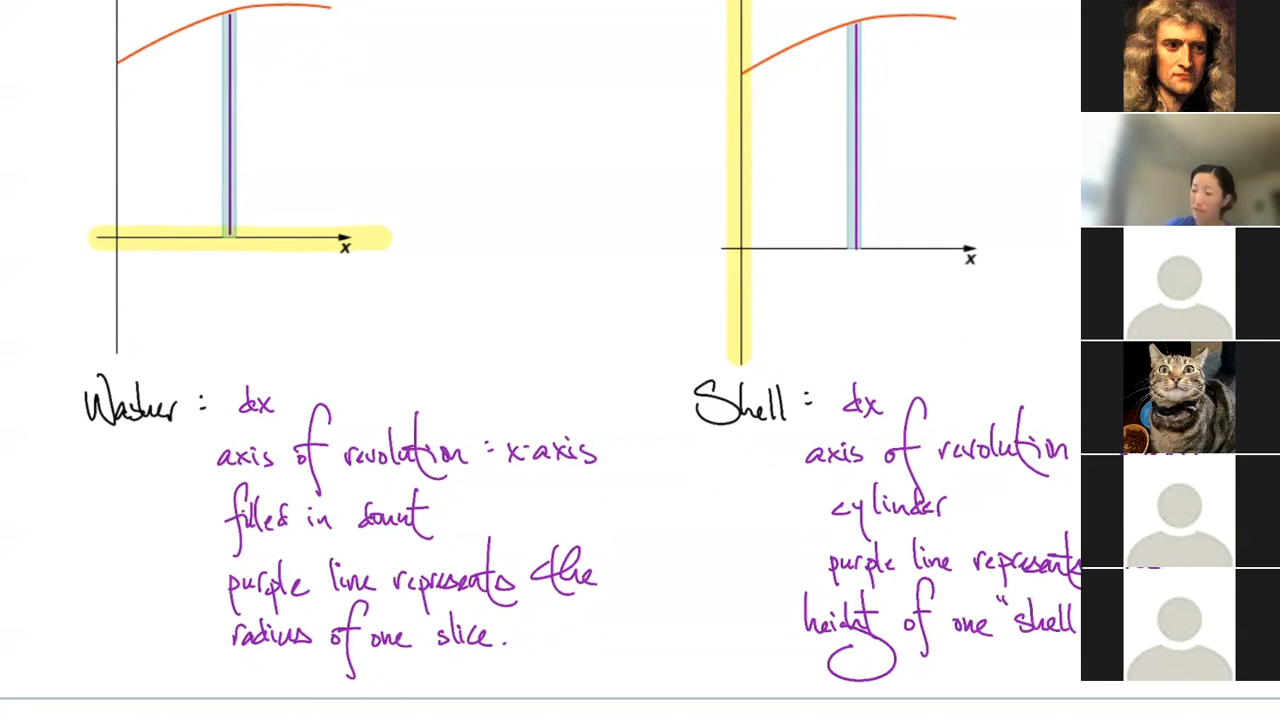 x
x
Washer : dx
axis of revolution : x-axis
filled in donut
purple line represents the
radius of one slice.
Shell : dx
axis of revolution
cylinder
purple line represents
height of one "shell